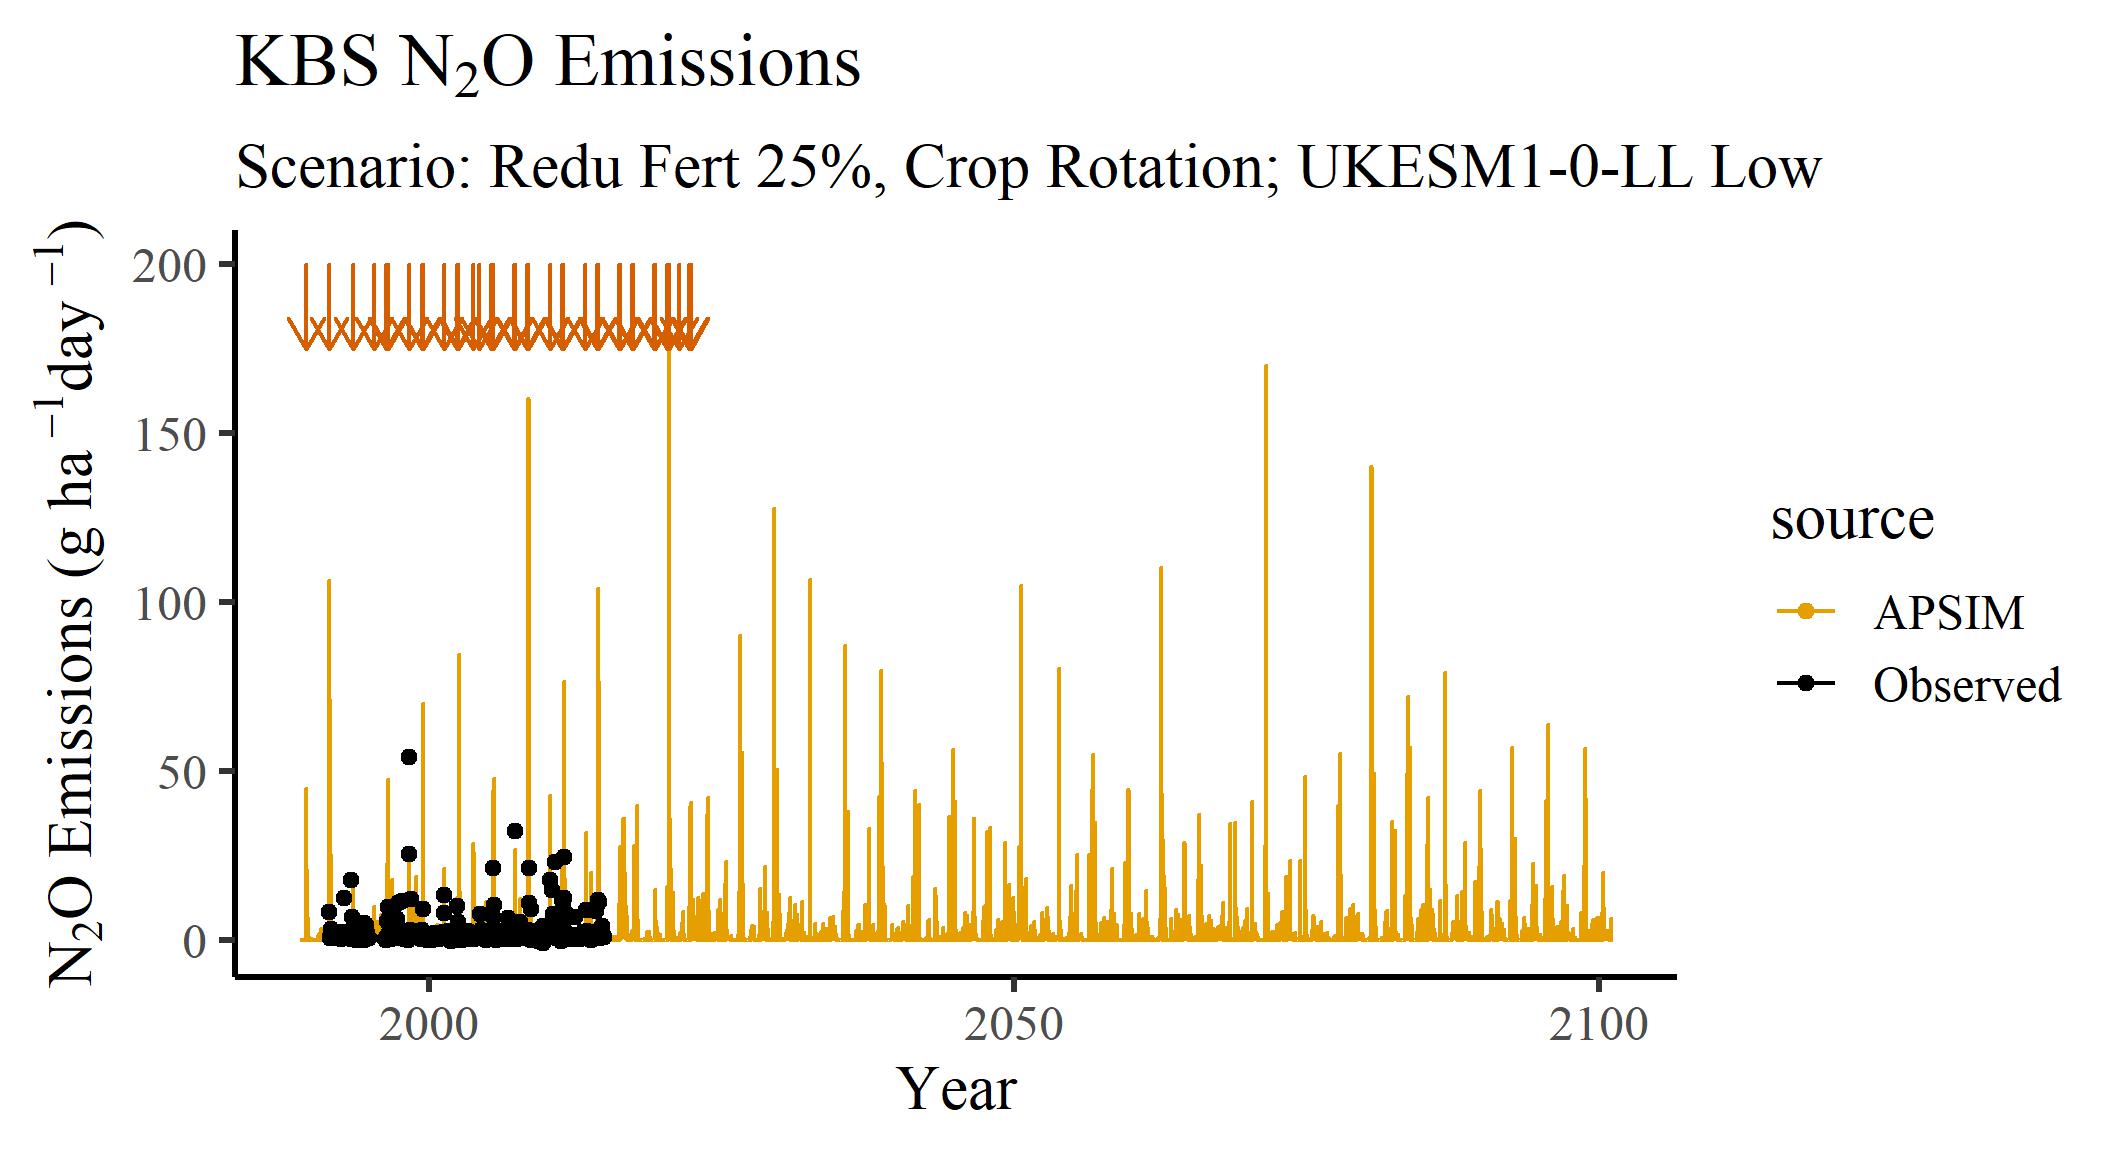 KBS N₂O Emissions
Scenario: Redu Fert 25%, Crop Rotation; UKESM1-0-LL Low
N₂O Emissions (g ha ⁻¹day ⁻¹)
200
150
100
50
0
2000 2050 2100
Year
source
APSIM
Observed